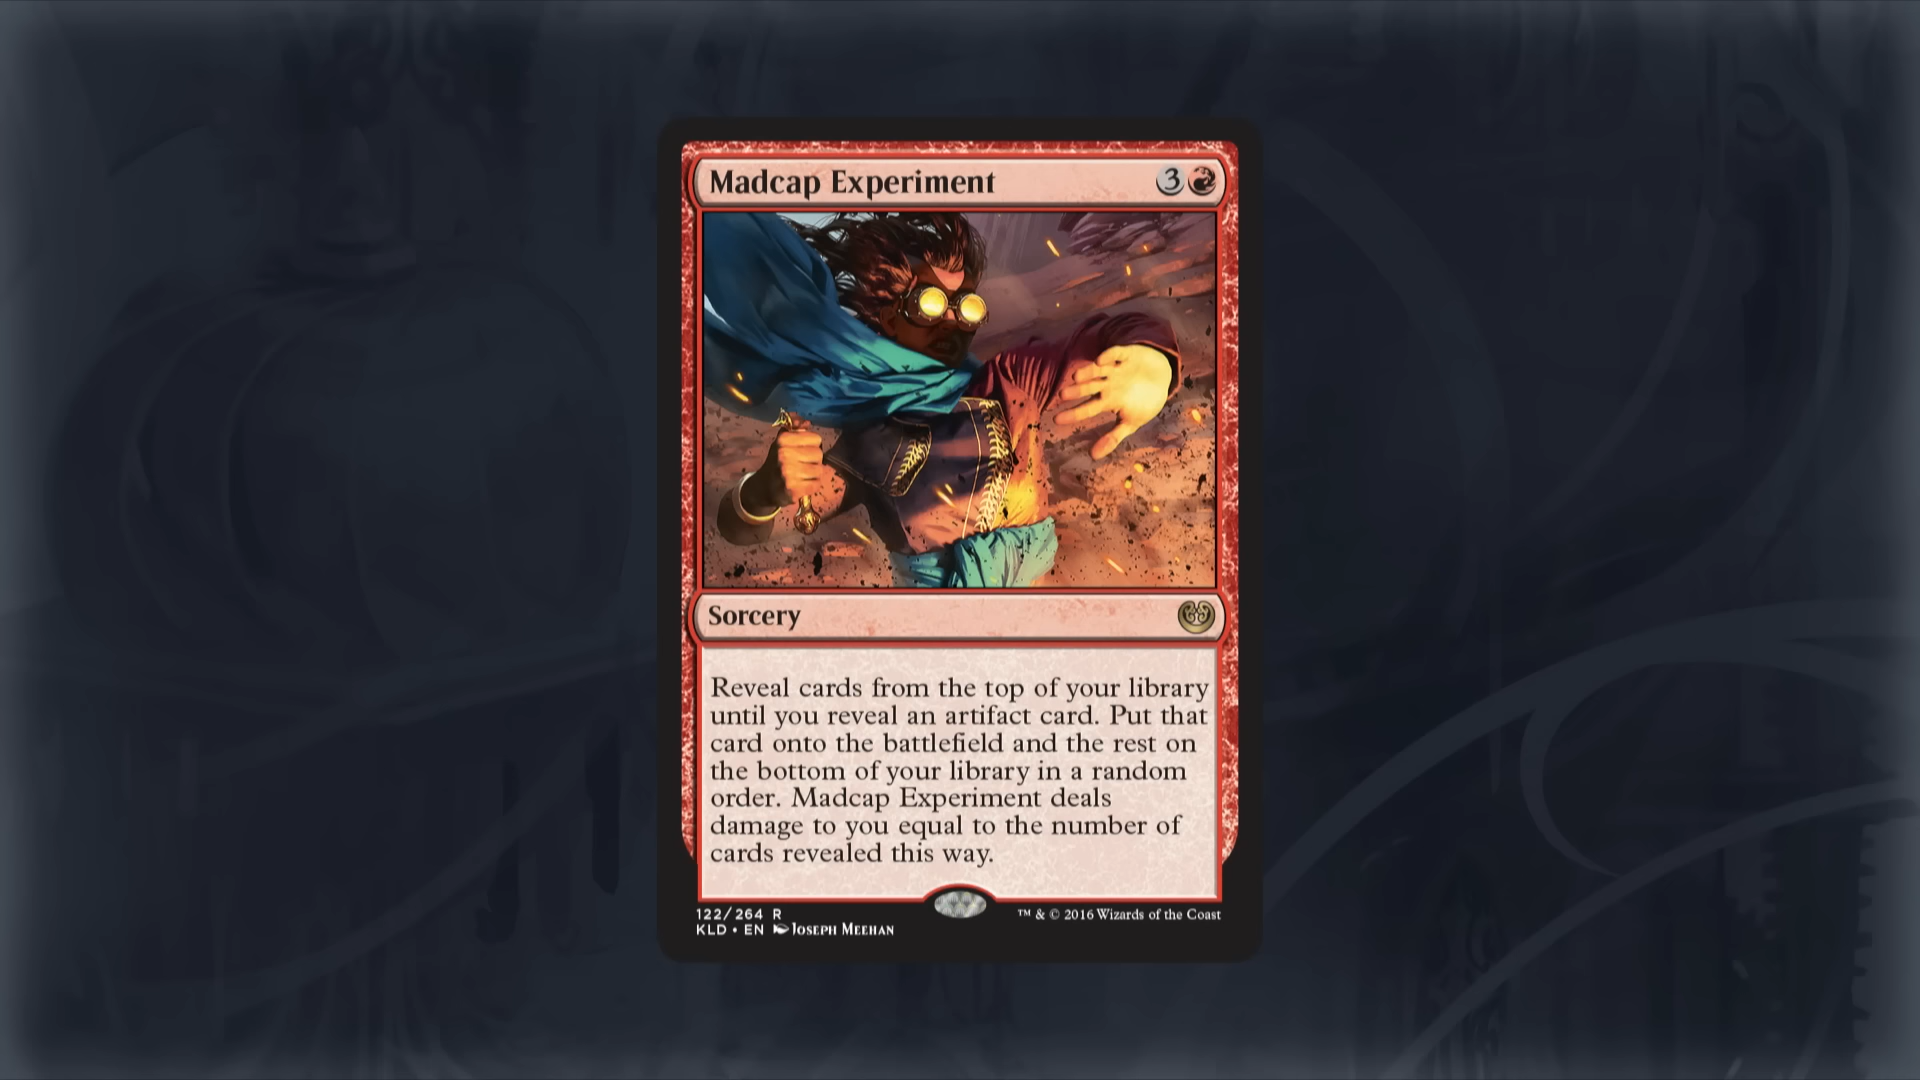 Madcap Experiment 3
Sorcery
Reveal cards from the top of your library
until you reveal an artifact card. Put that
card onto the battlefield and the rest on
the bottom of your library in a random
order. Madcap Experiment deals
damage to you equal to the number of
cards revealed this way.
122/264 R
KLD • EN Joseph Meehan
™ & © 2016 Wizards of the Coast